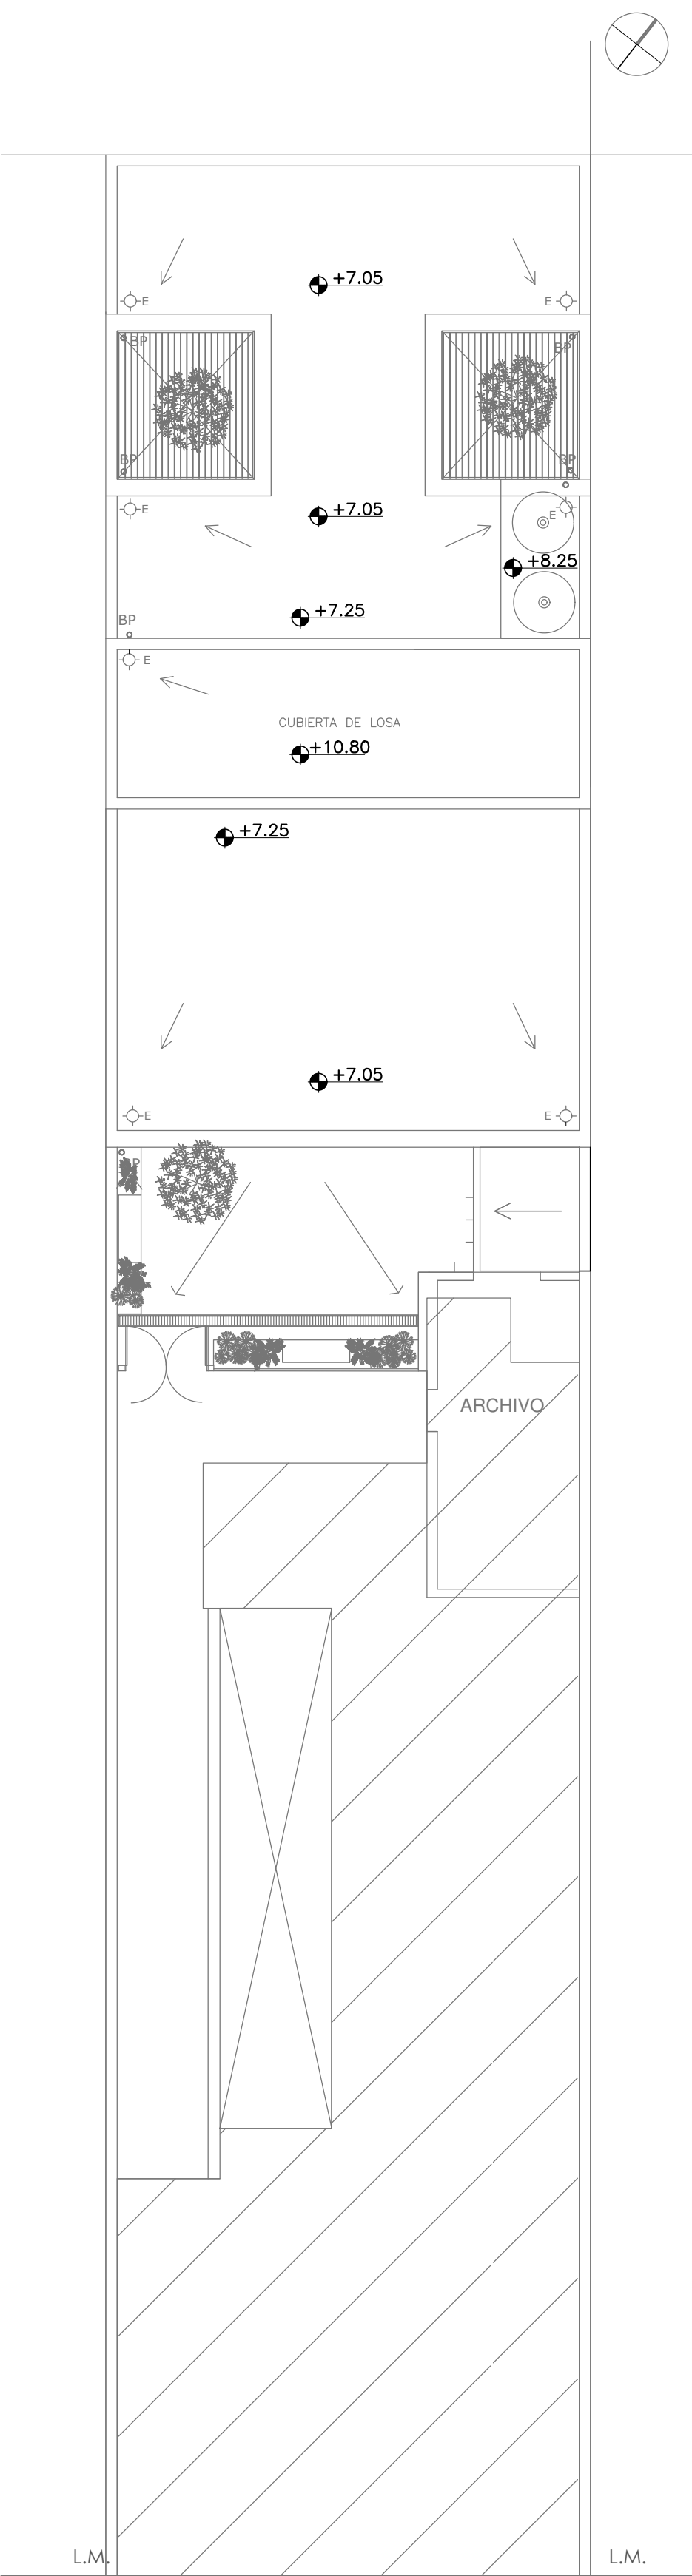 +7.05
E E
BP BP
BP BP
E +7.05 E
+8.25
+7.25
BP
E
CUBIERTA DE LOSA
+10.80
+7.25
+7.05
E E
BP
ARCHIVO
L.M. L.M.